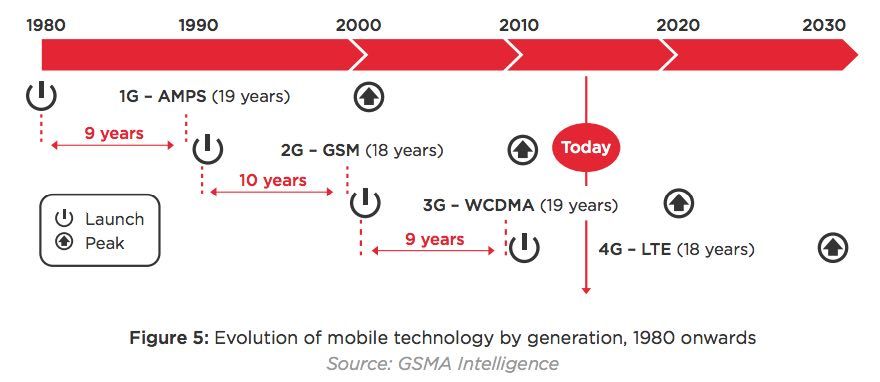 1980 1990 2000 2010 2020 2030
1G – AMPS (19 years)
9 years
2G – GSM (18 years)
Today
10 years
3G – WCDMA (19 years)
Launch
Peak
9 years
4G – LTE (18 years)
Figure 5: Evolution of mobile technology by generation, 1980 onwards
Source: GSMA Intelligence